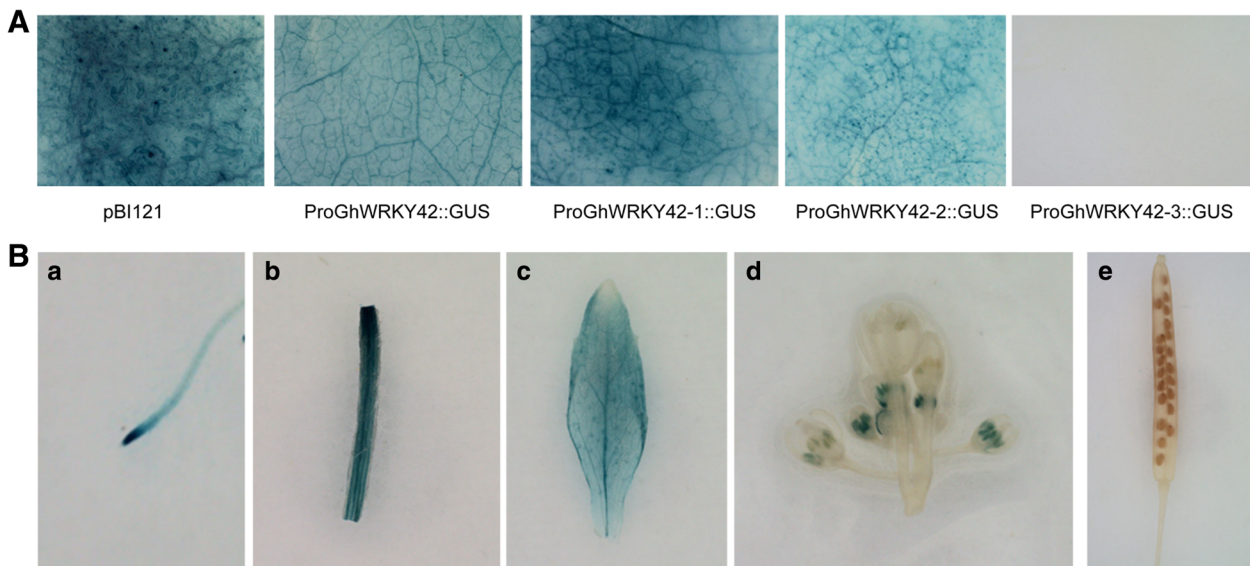 A
pBI121 ProGhWRKY42::GUS ProGhWRKY42-1::GUS ProGhWRKY42-2::GUS ProGhWRKY42-3::GUS
B
a b c d e